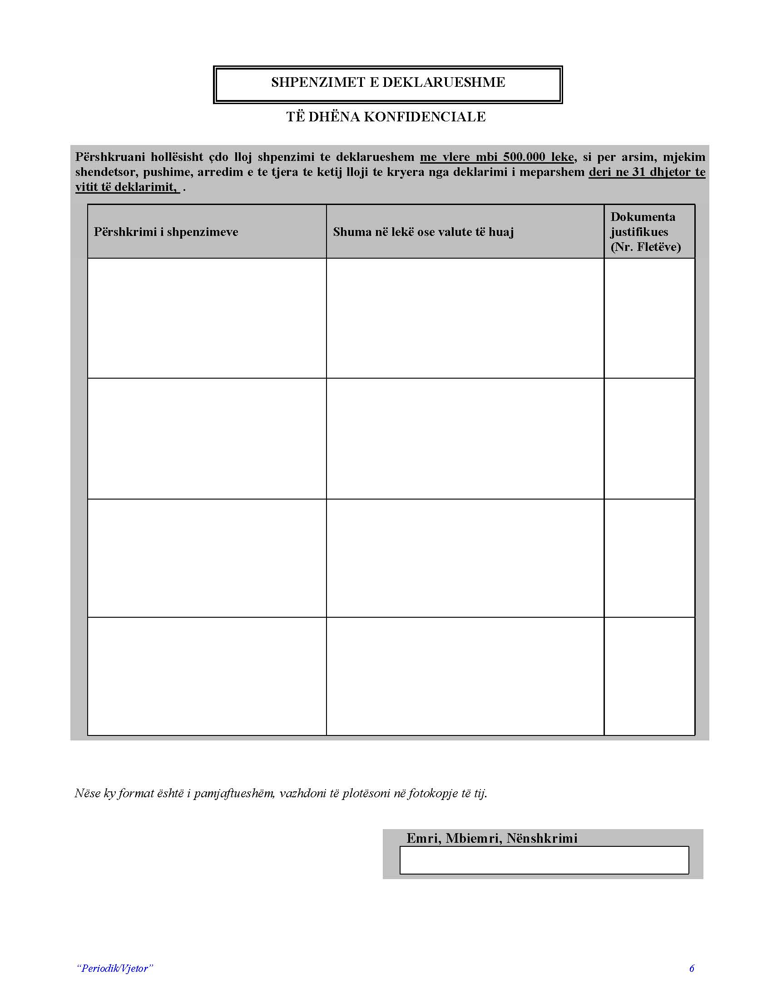 SHPENZIMET E DEKLARUESHME
TË DHËNA KONFIDENCIALE
Përshkruani hollësisht çdo lloj shpenzimi te deklarueshem me vlere mbi 500.000 leke, si per arsim, mjekim
shendetsor, pushime, arredim e te tjera te ketij lloji te kryera nga deklarimi i meparshem deri ne 31 dhjetor te
vitit të deklarimit, .
Përshkrimi i shpenzimeve
Shuma në lekë ose valute të huaj
Dokumenta
justifikues
(Nr. Fletëve)
Nëse ky format është i pamjaftueshëm, vazhdoni të plotësoni në fotokopje të tij.
Emri, Mbiemri, Nënshkrimi
“Periodik/Vjetor”
6